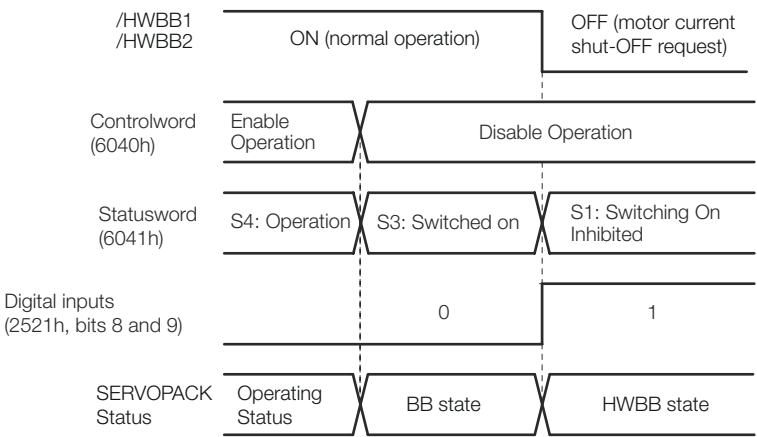 /HWBB1
/HWBB2
ON (normal operation)
OFF (motor current
shut-OFF request)
Controlword
(6040h)
Enable
Operation
Disable Operation
Statusword
(6041h)
S4: Operation
S3: Switched on
S1: Switching On
Inhibited
Digital inputs
(2521h, bits 8 and 9)
0
1
SERVOPACK
Status
Operating
Status
BB state
HWBB state